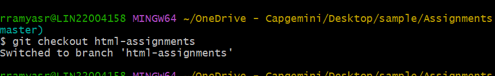 rramyasr@LIN22004158 MINGW64 ~/OneDrive - Capgemini/Desktop/sample/Assignments
master)
$ git checkout html-assignments
Switched to branch 'html-assignments'
rramyasr@LIN22004158 MINGW64 ~/OneDrive - Capgemini/Desktop/sample/Assignments